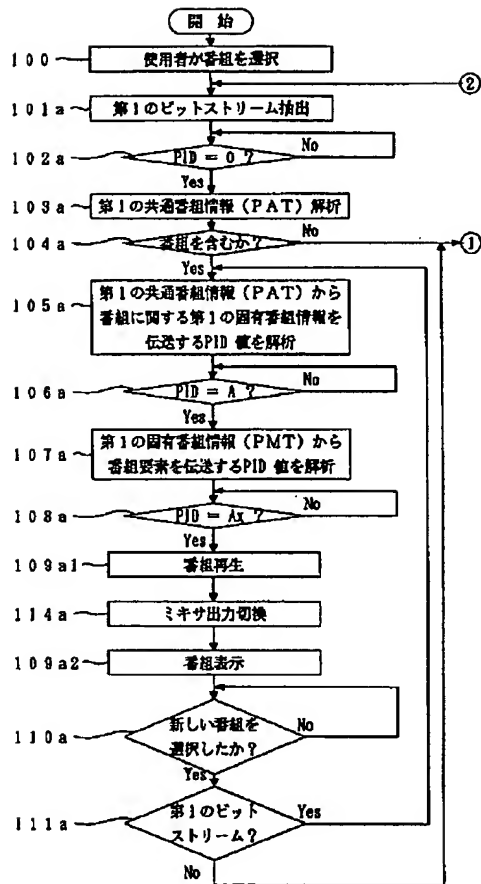 開 始
100
使用者が番組を選択
②
101a
第1のビットストリーム抽出
No
102a
PID = 0 ?
Yes
103a
第1の共通番組情報(PAT)解析
104a
番組を含むか?
No
①
Yes
105a
第1の共通番組情報(PAT)から
番組に関する第1の固有番組情報を
伝送するPID 値を解析
No
106a
PID = A ?
Yes
107a
第1の固有番組情報(PMT)から
番組要素を伝送するPID 値を解析
No
108a
PID = Ax ?
Yes
109a1
番組再生
114a
ミキサ出力切換
109a2
番組表示
110a
新しい番組を
選択したか?
No
Yes
111a
第1のビット
ストリーム?
Yes
No